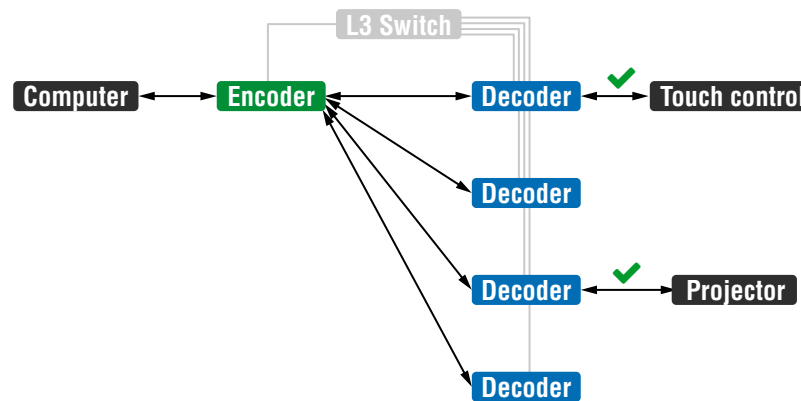 L3 Switch
Computer
Encoder
Decoder
Touch control
Decoder
Decoder
Projector
Decoder